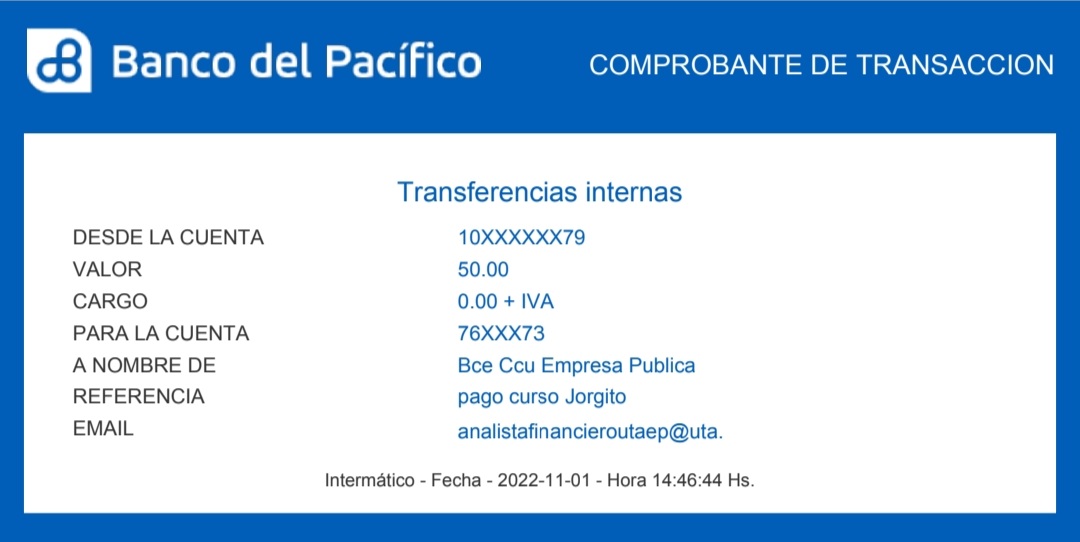 Banco del Pacífico
COMPROBANTE DE TRANSACCION
Transferencias internas
DESDE LA CUENTA 10XXXXXX79
VALOR 50.00
CARGO 0.00 + IVA
PARA LA CUENTA 76XXX73
A NOMBRE DE Bce Ccu Empresa Publica
REFERENCIA pago curso Jorgito
EMAIL analistafinancieroutaep@uta.
Intermático - Fecha - 2022-11-01 - Hora 14:46:44 Hs.